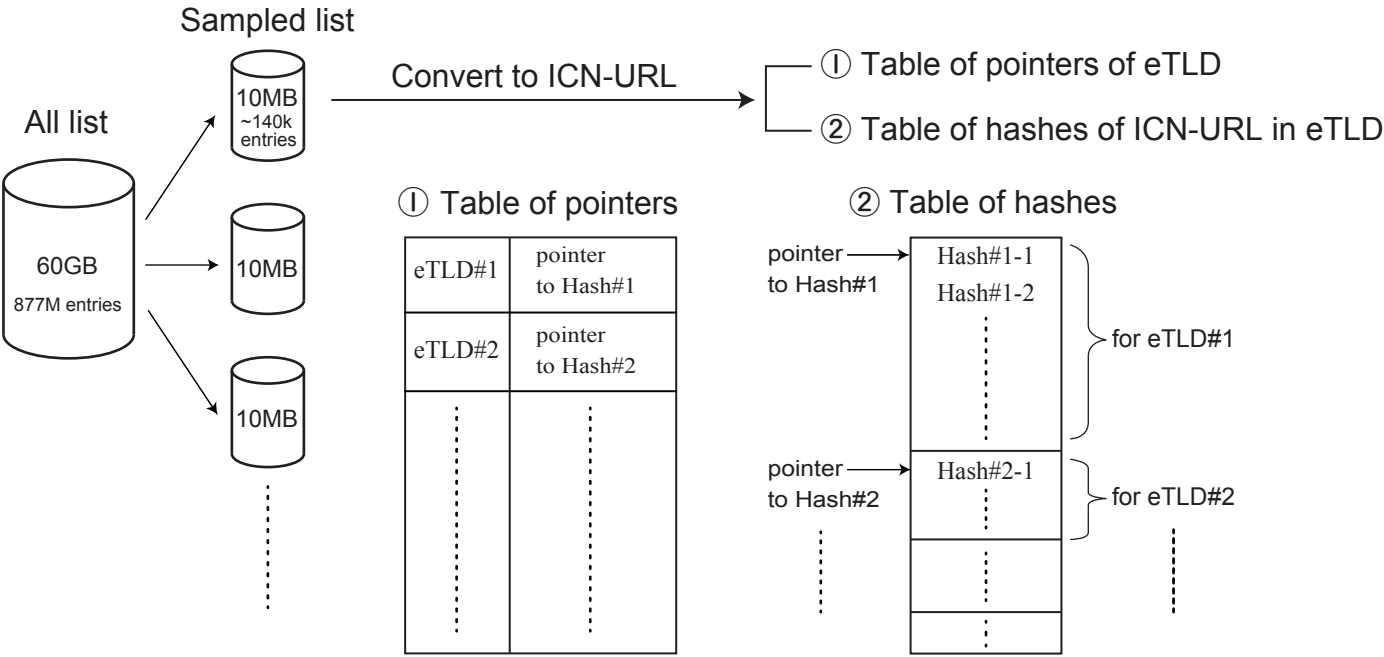 Sampled list
All list
60GB
877M entries
10MB
~140k
entries
10MB
10MB
Convert to ICN-URL
① Table of pointers of eTLD
② Table of hashes of ICN-URL in eTLD
① Table of pointers
eTLD#1
pointer
to Hash#1
eTLD#2
pointer
to Hash#2
② Table of hashes
pointer
to Hash#1
Hash#1-1
Hash#1-2
for eTLD#1
pointer
to Hash#2
Hash#2-1
for eTLD#2